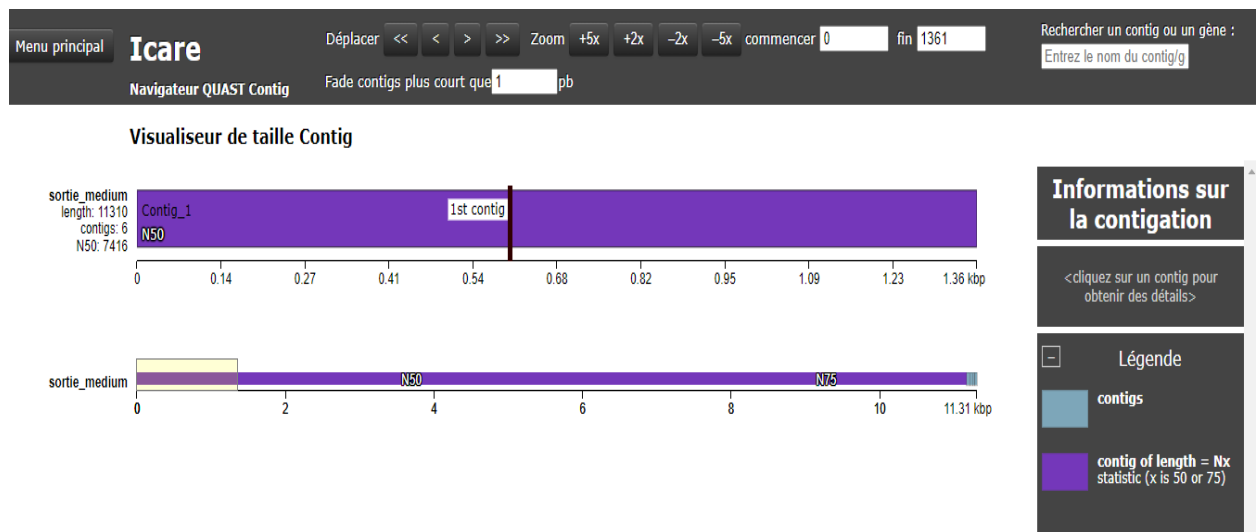 Menu principal
Icare
Navigateur QUAST Contig
Déplacer << < > >> Zoom +5x +2x –2x –5x commencer 0 fin 1361
Fade contigs plus court que 1 pb
Rechercher un contig ou un gène :
Entrez le nom du contig/g
Visualiseur de taille Contig
sortie_medium
length: 11310
contigs: 6
N50: 7416
Contig_1
N50
1st contig
0 0.14 0.27 0.41 0.54 0.68 0.82 0.95 1.09 1.23 1.36 kbp
sortie_medium
N50 N75
0 2 4 6 8 10 11.31 kbp
Informations sur
la contigation
<cliquez sur un contig pour
obtenir des détails>
– Légende
contigs
contig of length = Nx
statistic (x is 50 or 75)